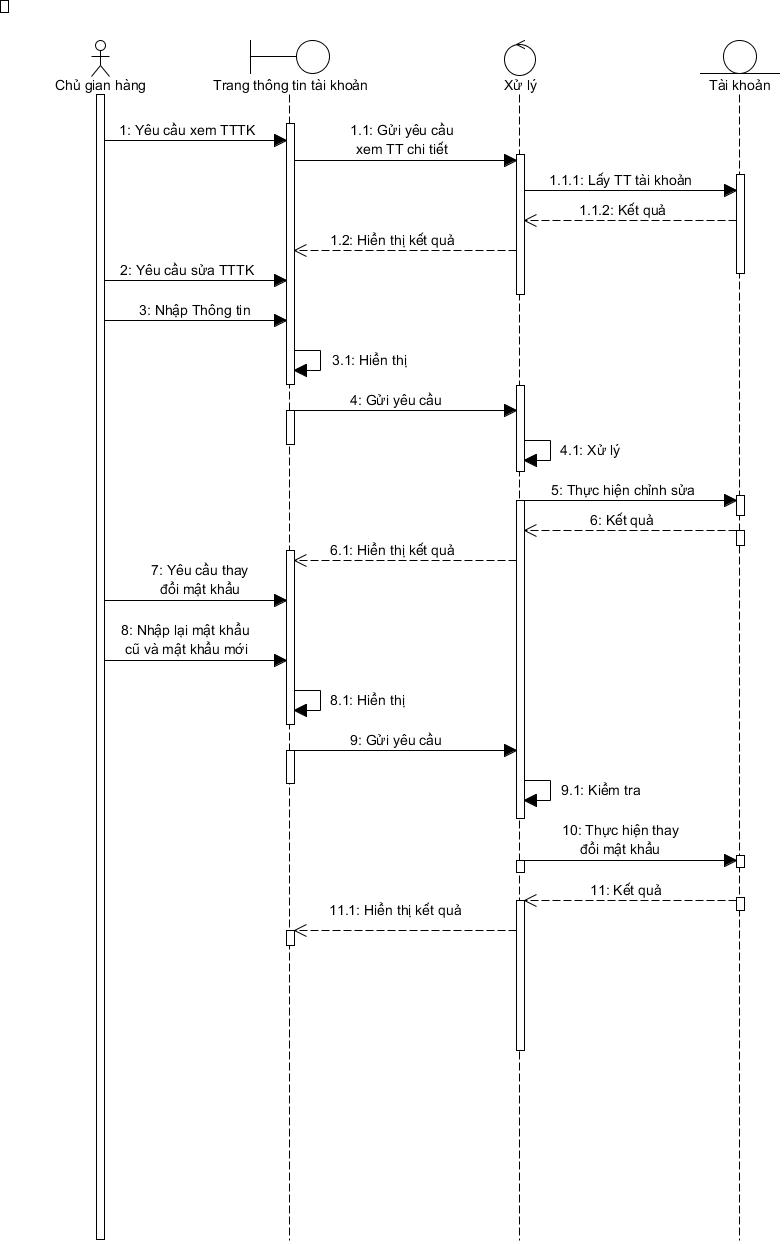 Chủ gian hàng
Trang thông tin tài khoản
Xử lý
Tài khoản
1: Yêu cầu xem TTTK
1.1: Gửi yêu cầu
xem TT chi tiết
1.1.1: Lấy TT tài khoản
1.1.2: Kết quả
1.2: Hiển thị kết quả
2: Yêu cầu sửa TTTK
3: Nhập Thông tin
3.1: Hiển thị
4: Gửi yêu cầu
4.1: Xử lý
5: Thực hiện chỉnh sửa
6: Kết quả
6.1: Hiển thị kết quả
7: Yêu cầu thay
đổi mật khẩu
8: Nhập lại mật khẩu
cũ và mật khẩu mới
8.1: Hiển thị
9: Gửi yêu cầu
9.1: Kiểm tra
10: Thực hiện thay
đổi mật khẩu
11: Kết quả
11.1: Hiển thị kết quả